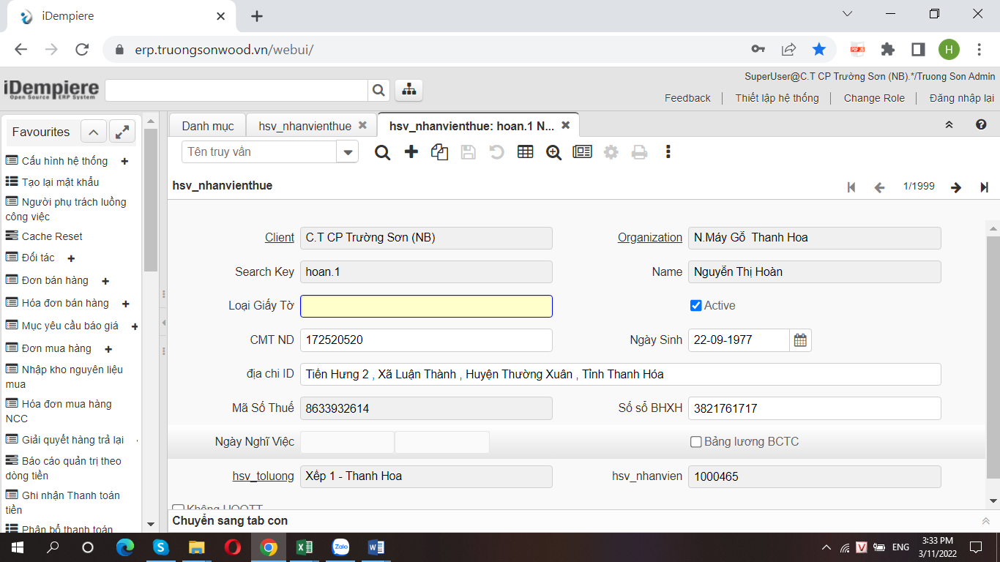 iDempiere
erp.truongsonwood.vn/webui/
H
iDempiere
Open Source ERP System
SuperUser@C.T CP Trường Sơn (NB).*/Truong Son Admin
Feedback Thiết lập hệ thống Change Role Đăng nhập lại
Favourites
Cấu hình hệ thống
Tạo lại mật khẩu
Người phụ trách luồng
công việc
Cache Reset
Đối tác
Đơn bán hàng
Hóa đơn bán hàng
Mục yêu cầu báo giá
Đơn mua hàng
Nhập kho nguyên liệu
mua
Hóa đơn mua hàng
NCC
Giải quyết hàng trả lại
Báo cáo quản trị theo
dòng tiền
Ghi nhận Thanh toán
tiền
Phân bổ thanh toán
Danh mục hsv_nhanvienthue hsv_nhanvienthue: hoan.1 N...
Tên truy vấn
hsv_nhanvienthue 1/1999
Client C.T CP Trường Sơn (NB) Organization N.Máy Gỗ Thanh Hoa
Search Key hoan.1 Name Nguyễn Thị Hoàn
Loại Giấy Tờ Active
CMT ND 172520520 Ngày Sinh 22-09-1977
địa chi ID Tiến Hưng 2 , Xã Luận Thành , Huyện Thường Xuân , Tỉnh Thanh Hóa
Mã Số Thuế 8633932614 Số sổ BHXH 3821761717
Ngày Nghĩ Việc Bảng lương BCTC
hsv_toluong Xếp 1 - Thanh Hoa hsv_nhanvien 1000465
Không UQQTT
Chuyển sang tab con
Zalo
ENG
3:33 PM
3/11/2022